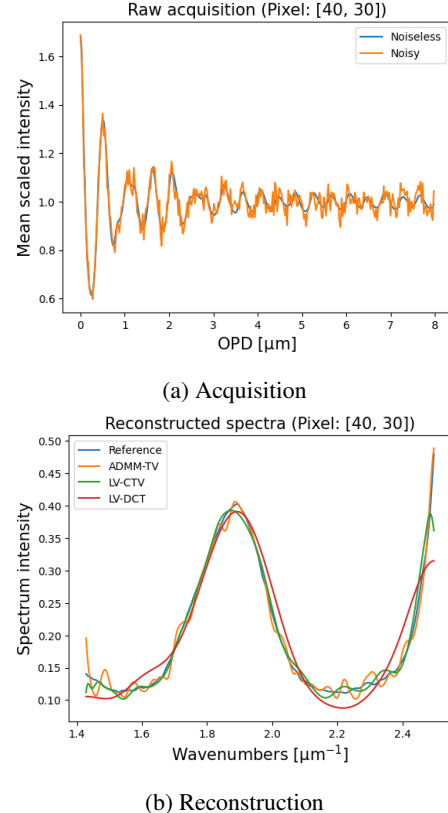 Raw acquisition (Pixel: [40, 30])
Noiseless
Noisy
Mean scaled intensity
1.6
1.4
1.2
1.0
0.8
0.6
0 1 2 3 4 5 6 7 8
OPD [μm]
(a) Acquisition
Reconstructed spectra (Pixel: [40, 30])
Reference
ADMM-TV
LV-CTV
LV-DCT
Spectrum intensity
0.50
0.45
0.40
0.35
0.30
0.25
0.20
0.15
0.10
1.4 1.6 1.8 2.0 2.2 2.4
Wavenumbers [μm⁻¹]
(b) Reconstruction